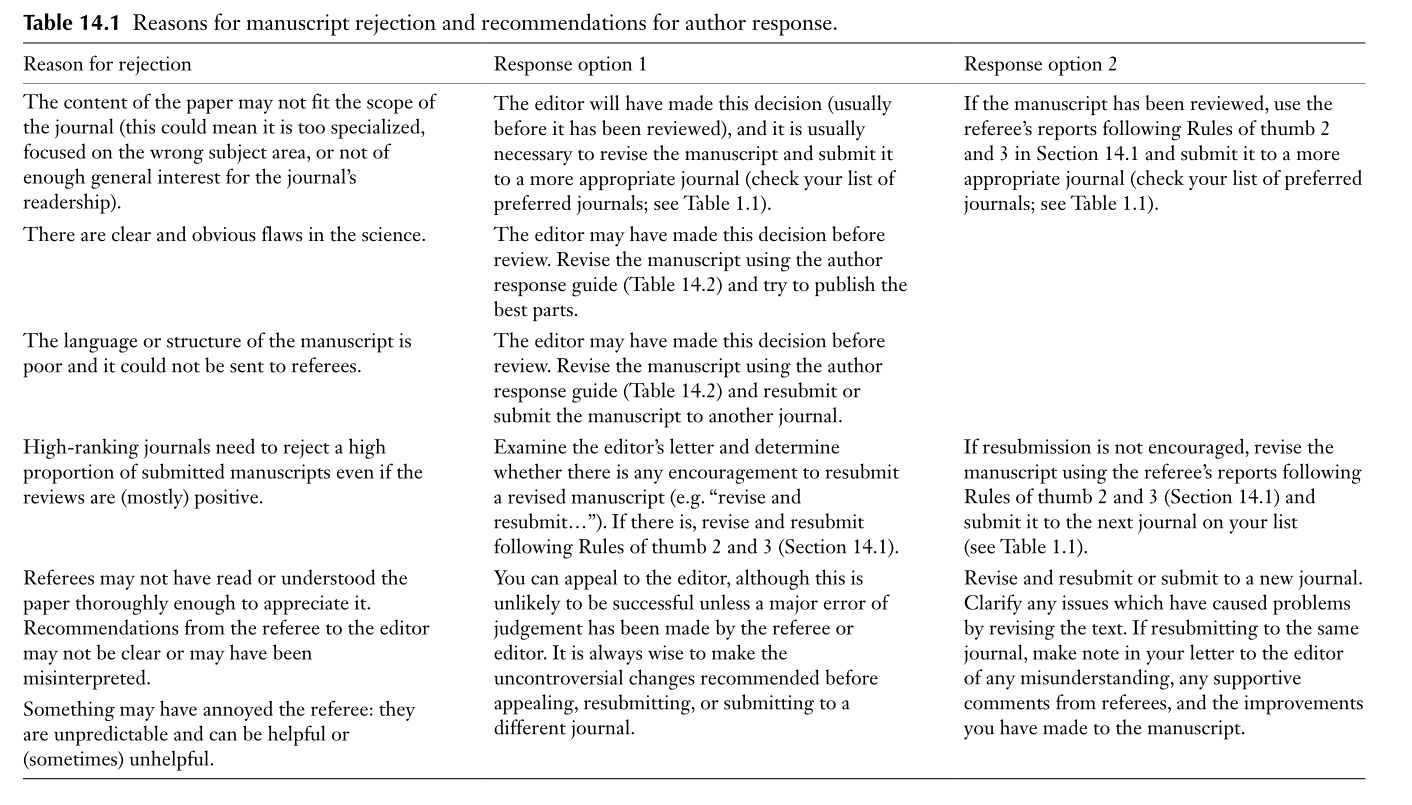 Table 14.1 Reasons for manuscript rejection and recommendations for author response.
Reason for rejection
Response option 1
Response option 2
The content of the paper may not fit the scope of
the journal (this could mean it is too specialized,
focused on the wrong subject area, or not of
enough general interest for the journal's
readership).
The editor will have made this decision (usually
before it has been reviewed), and it is usually
necessary to revise the manuscript and submit it
to a more appropriate journal (check your list of
preferred journals; see Table 1.1).
If the manuscript has been reviewed, use the
referee's reports following Rules of thumb 2
and 3 in Section 14.1 and submit it to a more
appropriate journal (check your list of preferred
journals; see Table 1.1).
There are clear and obvious flaws in the science.
The editor may have made this decision before
review. Revise the manuscript using the author
response guide (Table 14.2) and try to publish the
best parts.
The language or structure of the manuscript is
poor and it could not be sent to referees.
The editor may have made this decision before
review. Revise the manuscript using the author
response guide (Table 14.2) and resubmit or
submit the manuscript to another journal.
High-ranking journals need to reject a high
proportion of submitted manuscripts even if the
reviews are (mostly) positive.
Examine the editor's letter and determine
whether there is any encouragement to resubmit
a revised manuscript (e.g. “revise and
resubmit…”). If there is, revise and resubmit
following Rules of thumb 2 and 3 (Section 14.1).
If resubmission is not encouraged, revise the
manuscript using the referee's reports following
Rules of thumb 2 and 3 (Section 14.1) and
submit it to the next journal on your list
(see Table 1.1).
Referees may not have read or understood the
paper thoroughly enough to appreciate it.
Recommendations from the referee to the editor
may not be clear or may have been
misinterpreted.
Something may have annoyed the referee: they
are unpredictable and can be helpful or
(sometimes) unhelpful.
You can appeal to the editor, although this is
unlikely to be successful unless a major error of
judgement has been made by the referee or
editor. It is always wise to make the
uncontroversial changes recommended before
appealing, resubmitting, or submitting to a
different journal.
Revise and resubmit or submit to a new journal.
Clarify any issues which have caused problems
by revising the text. If resubmitting to the same
journal, make note in your letter to the editor
of any misunderstanding, any supportive
comments from referees, and the improvements
you have made to the manuscript.